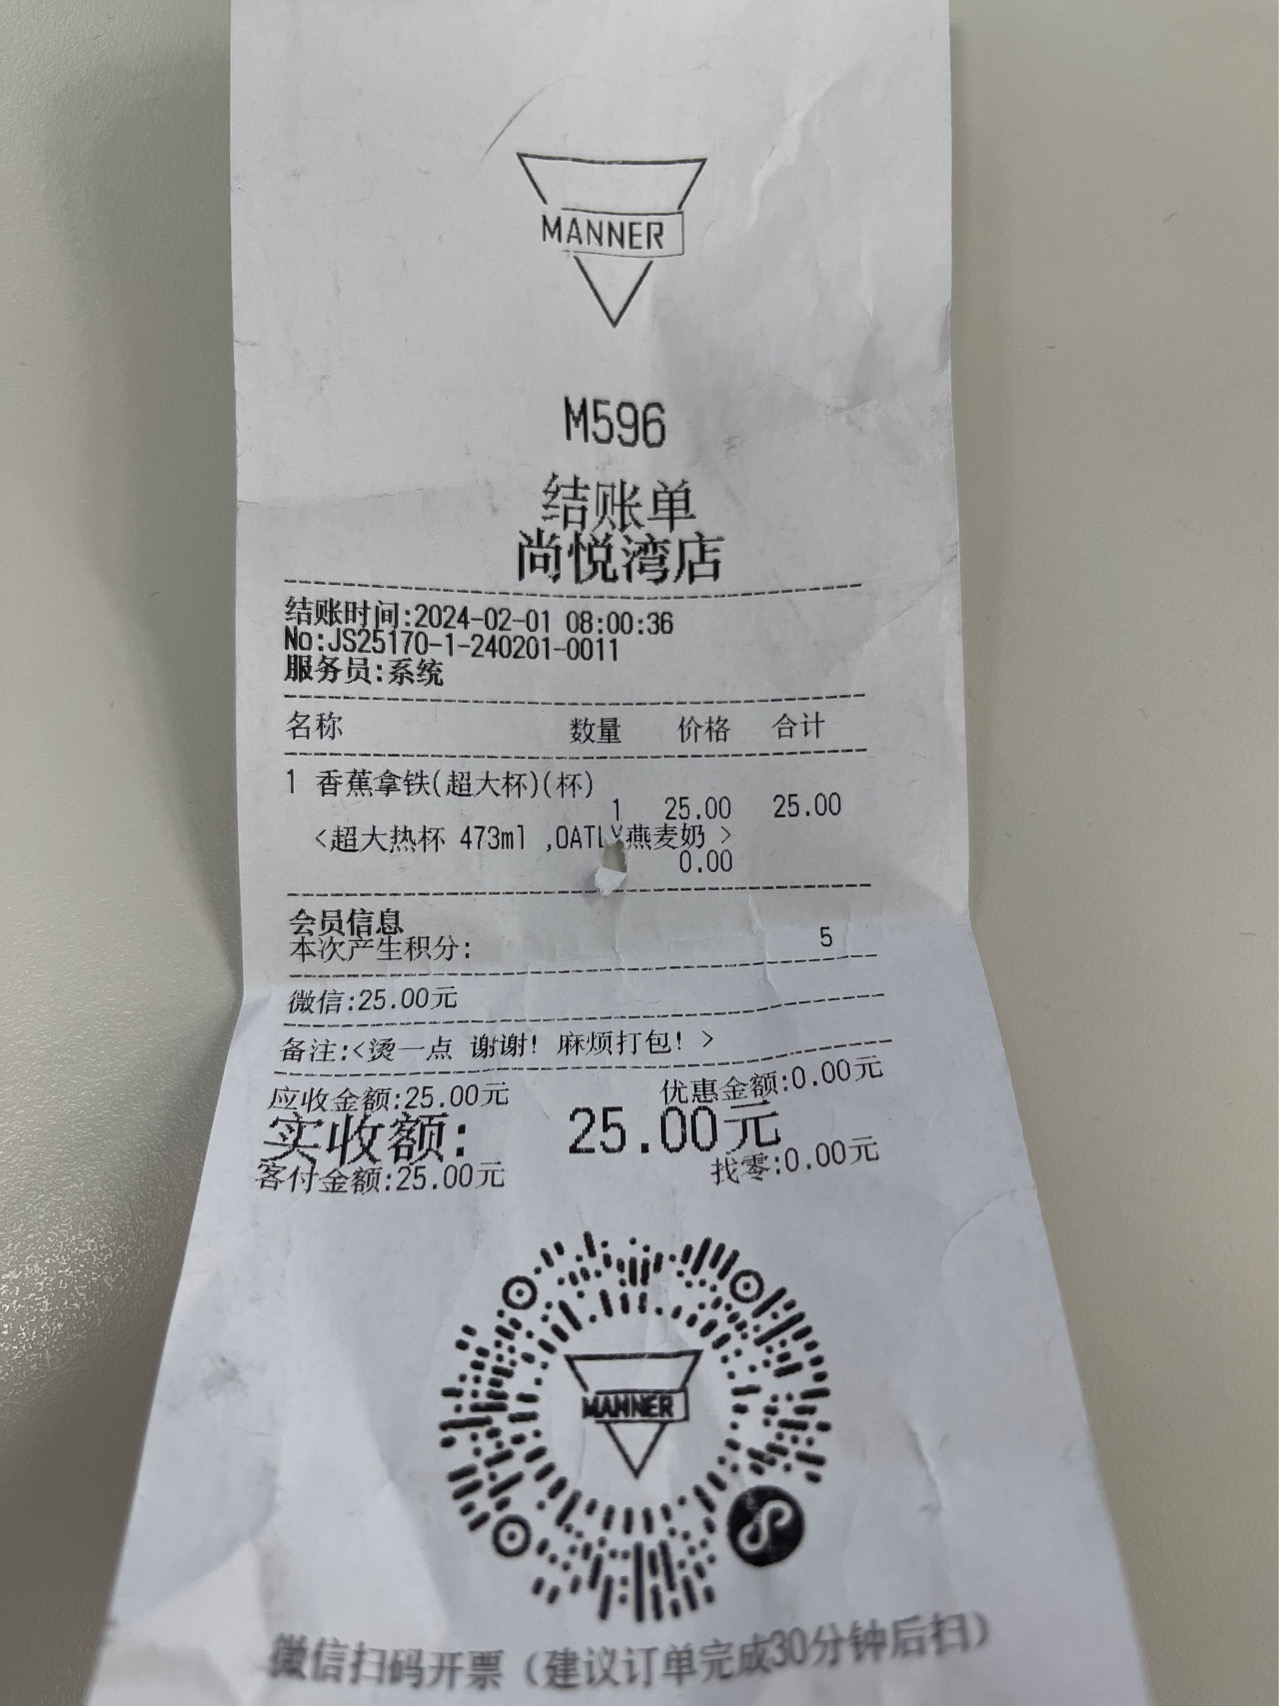 MANNER
M596
结账单
尚悦湾店
结账时间:2024-02-01 08:00:36
No:JS25170-1-240201-0011
服务员:系统
名称 数量 价格 合计
1 香蕉拿铁(超大杯)(杯)
1 25.00 25.00
<超大热杯 473ml ,OATLY燕麦奶 >
0.00
会员信息
本次产生积分: 5
微信:25.00元
备注:<烫一点 谢谢! 麻烦打包! >
应收金额:25.00元 优惠金额:0.00元
实收额: 25.00元
客付金额:25.00元 找零:0.00元
MANNER
微信扫码开票（建议订单完成30分钟后扫）